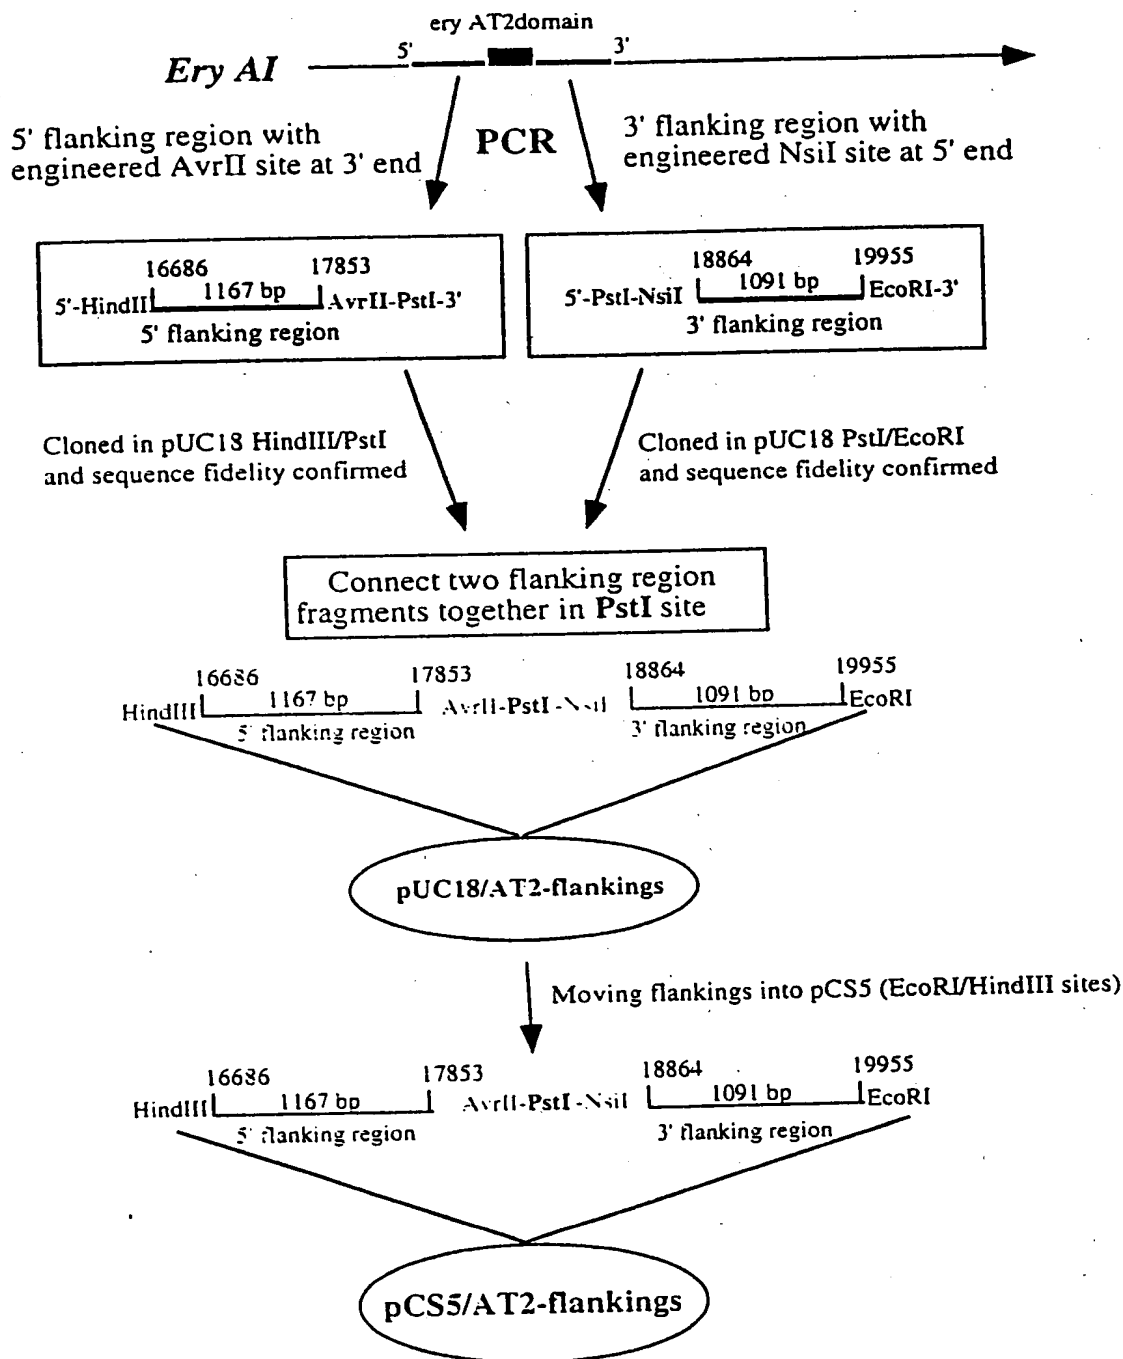 ery AT2domain
5' 3'
Ery AI
5' flanking region with
engineered AvrII site at 3' end
PCR
3' flanking region with
engineered NsiI site at 5' end
16686 17853
1167 bp
5'-HindII AvrII-PstI-3'
5' flanking region
18864 19955
1091 bp
5'-PstI-NsiI EcoRI-3'
3' flanking region
Cloned in pUC18 HindIII/PstI
and sequence fidelity confirmed
Cloned in pUC18 PstI/EcoRI
and sequence fidelity confirmed
Connect two flanking region
fragments together in PstI site
16686 17853 18864 19955
HindIII 1167 bp AvrII-PstI-NsiI 1091 bp EcoRI
5' flanking region 3' flanking region
pUC18/AT2-flankings
Moving flankings into pCS5 (EcoRI/HindIII sites)
16686 17853 18864 19955
HindIII 1167 bp AvrII-PstI-NsiI 1091 bp EcoRI
5' flanking region 3' flanking region
pCS5/AT2-flankings